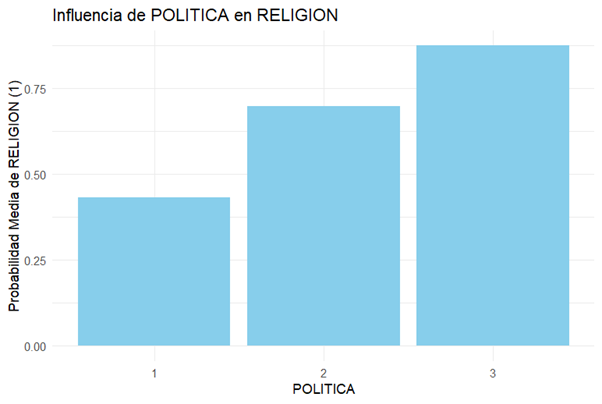 Influencia de POLITICA en RELIGION
Probabilidad Media de RELIGION (1)
0.75
0.50
0.25
0.00
1 2 3
POLITICA